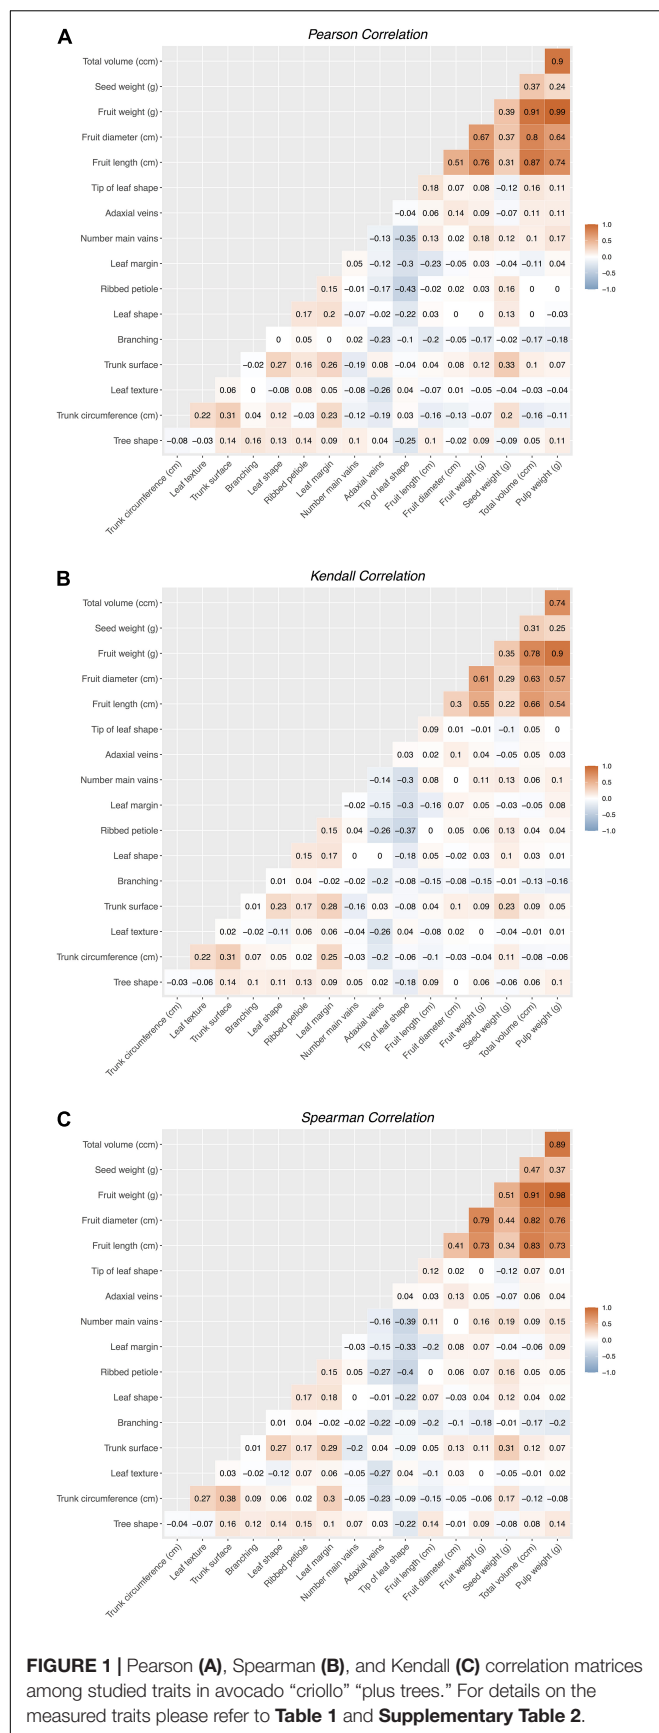 A
Pearson Correlation
Total volume (ccm) 0.9
Seed weight (g) 0.37 0.24
Fruit weight (g) 0.39 0.91 0.99
Fruit diameter (cm) 0.67 0.37 0.8 0.64
Fruit length (cm) 0.51 0.76 0.31 0.87 0.74
Tip of leaf shape 0.18 0.07 0.08 −0.12 0.16 0.11
Adaxial veins −0.04 0.06 0.14 0.09 −0.07 0.11 0.11
Number main vains −0.13 −0.35 0.13 0.02 0.18 0.12 0.1 0.17
Leaf margin 0.05 −0.12 −0.3 −0.23 −0.05 −0.03 −0.04 −0.11 0.04
Ribbed petiole 0.15 −0.01 −0.17 −0.43 −0.02 0.02 0.03 0.16 0 0
Leaf shape 0.17 0.2 −0.07 −0.02 −0.22 0.03 0 0 0.13 0 −0.03
Branching 0 0.05 0 0.02 −0.23 −0.1 −0.2 −0.05 −0.17 −0.02 −0.17 −0.18
Trunk surface −0.02 0.27 0.16 0.26 −0.19 0.08 −0.04 0.04 0.08 0.12 0.33 0.1 0.07
Leaf texture 0.06 0 −0.08 0.08 0.05 −0.08 −0.26 0.04 −0.07 0.01 −0.05 −0.04 −0.03 −0.04
Trunk circumference (cm) 0.22 0.31 0.04 0.12 −0.03 0.23 −0.12 −0.19 0.03 −0.16 −0.13 −0.07 0.2 −0.16 −0.11
Tree shape −0.08 −0.03 0.14 0.16 0.13 0.14 0.09 0.1 0.04 −0.25 0.1 −0.02 0.09 −0.09 0.05 0.11
Trunk circumference (cm)
Leaf texture
Trunk surface
Branching
Leaf shape
Ribbed petiole
Leaf margin
Number main vains
Adaxial veins
Tip of leaf shape
Fruit length (cm)
Fruit diameter (cm)
Fruit weight (g)
Seed weight (g)
Total volume (ccm)
Pulp weight (g)
1.0
0.5
0.0
−0.5
−1.0
B
Kendall Correlation
Total volume (ccm) 0.74
Seed weight (g) 0.31 0.25
Fruit weight (g) 0.35 0.78 0.9
Fruit diameter (cm) 0.61 0.29 0.63 0.57
Fruit length (cm) 0.3 0.55 0.22 0.66 0.54
Tip of leaf shape 0.09 0.01 −0.01 −0.1 0.05 0
Adaxial veins 0.03 0.02 0.1 0.04 −0.05 0.05 0.03
Number main vains −0.14 −0.3 0.08 0 0.11 0.13 0.06 0.1
Leaf margin −0.02 −0.15 −0.3 −0.16 0.07 0.05 −0.03 −0.05 0.08
Ribbed petiole 0.15 0.04 −0.26 −0.37 0 0.05 0.06 0.13 0.04 0.04
Leaf shape 0.15 0.17 0 0 −0.18 0.05 −0.02 0.03 0.1 0.03 0.01
Branching 0.01 0.04 −0.02 −0.02 −0.2 −0.08 −0.15 −0.08 −0.15 −0.01 −0.13 −0.16
Trunk surface 0.01 0.23 0.17 0.28 −0.16 0.03 −0.08 0.04 0.1 0.09 0.23 0.09 0.05
Leaf texture 0.02 −0.02 −0.11 0.06 0.06 −0.04 −0.26 0.04 −0.08 0.02 0 −0.04 −0.01 0.01
Trunk circumference (cm) 0.22 0.31 0.07 0.05 0.02 0.25 −0.03 −0.2 −0.06 −0.1 −0.03 −0.04 0.11 −0.08 −0.06
Tree shape −0.03 −0.06 0.14 0.1 0.11 0.13 0.09 0.05 0.02 −0.18 0.09 0 0.06 −0.06 0.06 0.1
Trunk circumference (cm)
Leaf texture
Trunk surface
Branching
Leaf shape
Ribbed petiole
Leaf margin
Number main vains
Adaxial veins
Tip of leaf shape
Fruit length (cm)
Fruit diameter (cm)
Fruit weight (g)
Seed weight (g)
Total volume (ccm)
Pulp weight (g)
1.0
0.5
0.0
−0.5
−1.0
C
Spearman Correlation
Total volume (ccm) 0.89
Seed weight (g) 0.47 0.37
Fruit weight (g) 0.51 0.91 0.98
Fruit diameter (cm) 0.79 0.44 0.82 0.76
Fruit length (cm) 0.41 0.73 0.34 0.83 0.73
Tip of leaf shape 0.12 0.02 0 −0.12 0.07 0.01
Adaxial veins 0.04 0.03 0.13 0.05 −0.07 0.06 0.04
Number main vains −0.16 −0.39 0.11 0 0.16 0.19 0.09 0.15
Leaf margin −0.03 −0.15 −0.33 −0.2 0.08 0.07 −0.04 −0.06 0.09
Ribbed petiole 0.15 0.05 −0.27 −0.4 0 0.06 0.07 0.16 0.05 0.05
Leaf shape 0.17 0.18 0 −0.01 −0.22 0.07 −0.03 0.04 0.12 0.04 0.02
Branching 0.01 0.04 −0.02 −0.02 −0.22 −0.09 −0.2 −0.1 −0.18 −0.01 −0.17 −0.2
Trunk surface 0.01 0.27 0.17 0.29 −0.2 0.04 −0.09 0.05 0.13 0.11 0.31 0.12 0.07
Leaf texture 0.03 −0.02 −0.12 0.07 0.06 −0.05 −0.27 0.04 −0.1 0.03 0 −0.05 −0.01 0.02
Trunk circumference (cm) 0.27 0.38 0.09 0.06 0.02 0.3 −0.05 −0.23 −0.09 −0.15 −0.05 −0.06 0.17 −0.12 −0.08
Tree shape −0.04 −0.07 0.16 0.12 0.14 0.15 0.1 0.07 0.03 −0.22 0.14 −0.01 0.09 −0.08 0.08 0.14
Trunk circumference (cm)
Leaf texture
Trunk surface
Branching
Leaf shape
Ribbed petiole
Leaf margin
Number main vains
Adaxial veins
Tip of leaf shape
Fruit length (cm)
Fruit diameter (cm)
Fruit weight (g)
Seed weight (g)
Total volume (ccm)
Pulp weight (g)
1.0
0.5
0.0
−0.5
−1.0
FIGURE 1 | Pearson (A), Spearman (B), and Kendall (C) correlation matrices
among studied traits in avocado “criollo” “plus trees.” For details on the
measured traits please refer to Table 1 and Supplementary Table 2.